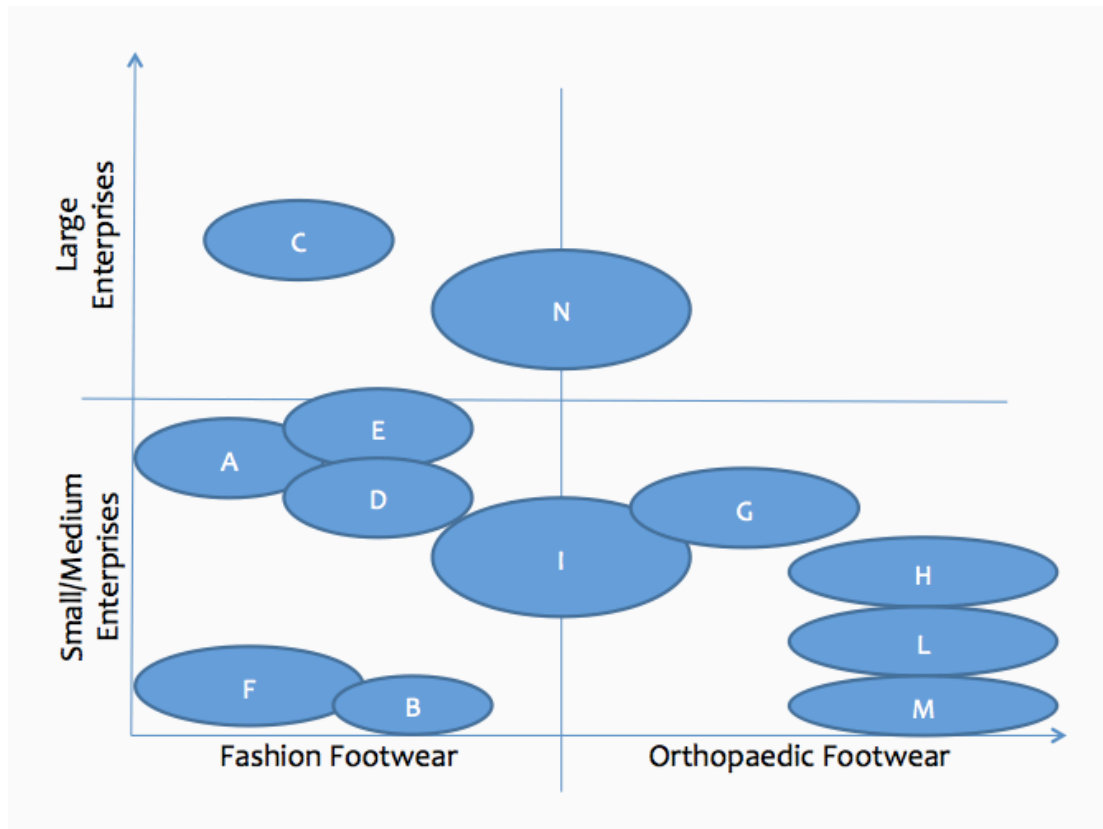 Large
Enterprises
C
N
E
A
D
G
I
H
Small/Medium
Enterprises
L
F
B
M
Fashion Footwear
Orthopaedic Footwear